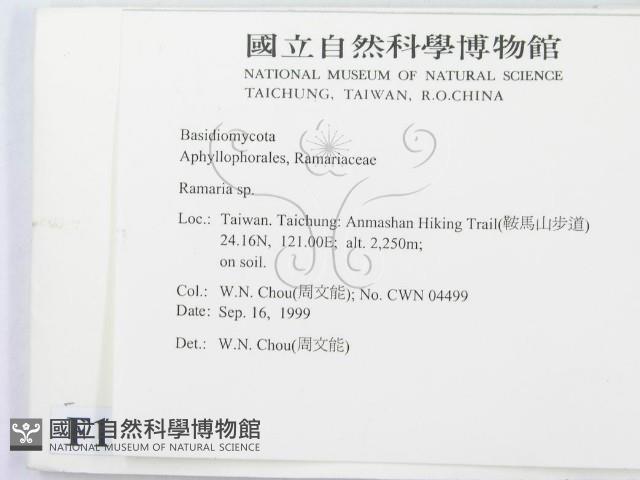 國立自然科學博物館
NATIONAL MUSEUM OF NATURAL SCIENCE
TAICHUNG, TAIWAN, R.O.CHINA
Basidiomycota
Aphyllophorales, Ramariaceae
Ramaria sp.
Loc.: Taiwan. Taichung: Anmashan Hiking Trail(鞍馬山步道)
24.16N, 121.00E; alt. 2,250m;
on soil.
Col.: W.N. Chou(周文能); No. CWN 04499
Date: Sep. 16, 1999
Det.: W.N. Chou(周文能)
國立自然科學博物館
NATIONAL MUSEUM OF NATURAL SCIENCE